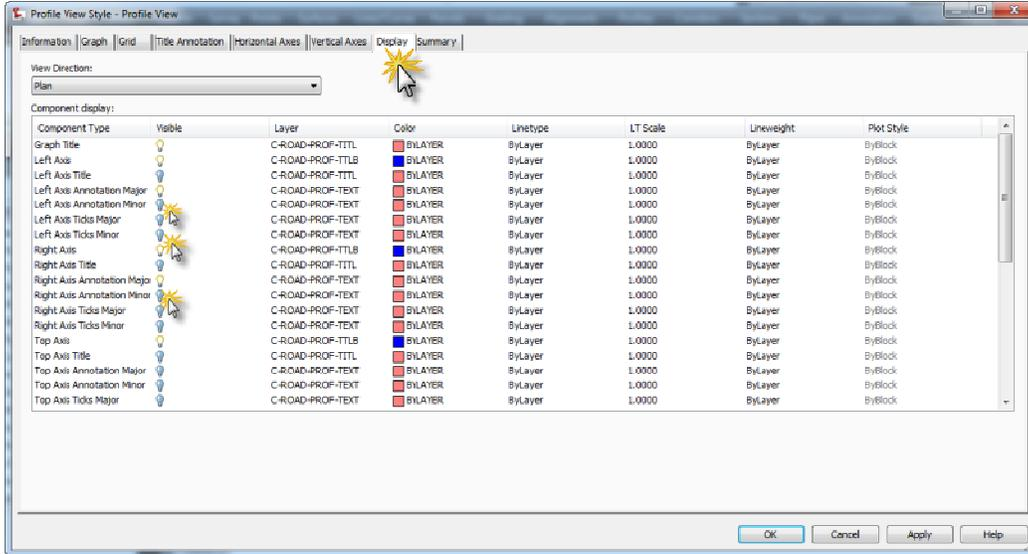 Profile View Style - Profile View
Information Graph Grid Title Annotation Horizontal Axes Vertical Axes Display Summary
View Direction:
Plan
Component display:
Component Type Visible Layer Color Linetype LT Scale Lineweight Plot Style
Graph Title C-ROAD-PROF-TITL BYLAYER ByLayer 1.0000 ByLayer ByBlock
Left Axis C-ROAD-PROF-TTLB BYLAYER ByLayer 1.0000 ByLayer ByBlock
Left Axis Title C-ROAD-PROF-TITL BYLAYER ByLayer 1.0000 ByLayer ByBlock
Left Axis Annotation Major C-ROAD-PROF-TEXT BYLAYER ByLayer 1.0000 ByLayer ByBlock
Left Axis Annotation Minor C-ROAD-PROF-TEXT BYLAYER ByLayer 1.0000 ByLayer ByBlock
Left Axis Ticks Major C-ROAD-PROF-TEXT BYLAYER ByLayer 1.0000 ByLayer ByBlock
Left Axis Ticks Minor C-ROAD-PROF-TEXT BYLAYER ByLayer 1.0000 ByLayer ByBlock
Right Axis C-ROAD-PROF-TTLB BYLAYER ByLayer 1.0000 ByLayer ByBlock
Right Axis Title C-ROAD-PROF-TITL BYLAYER ByLayer 1.0000 ByLayer ByBlock
Right Axis Annotation Major C-ROAD-PROF-TEXT BYLAYER ByLayer 1.0000 ByLayer ByBlock
Right Axis Annotation Minor C-ROAD-PROF-TEXT BYLAYER ByLayer 1.0000 ByLayer ByBlock
Right Axis Ticks Major C-ROAD-PROF-TEXT BYLAYER ByLayer 1.0000 ByLayer ByBlock
Right Axis Ticks Minor C-ROAD-PROF-TEXT BYLAYER ByLayer 1.0000 ByLayer ByBlock
Top Axis C-ROAD-PROF-TTLB BYLAYER ByLayer 1.0000 ByLayer ByBlock
Top Axis Title C-ROAD-PROF-TITL BYLAYER ByLayer 1.0000 ByLayer ByBlock
Top Axis Annotation Major C-ROAD-PROF-TEXT BYLAYER ByLayer 1.0000 ByLayer ByBlock
Top Axis Annotation Minor C-ROAD-PROF-TEXT BYLAYER ByLayer 1.0000 ByLayer ByBlock
Top Axis Ticks Major C-ROAD-PROF-TEXT BYLAYER ByLayer 1.0000 ByLayer ByBlock
OK Cancel Apply Help